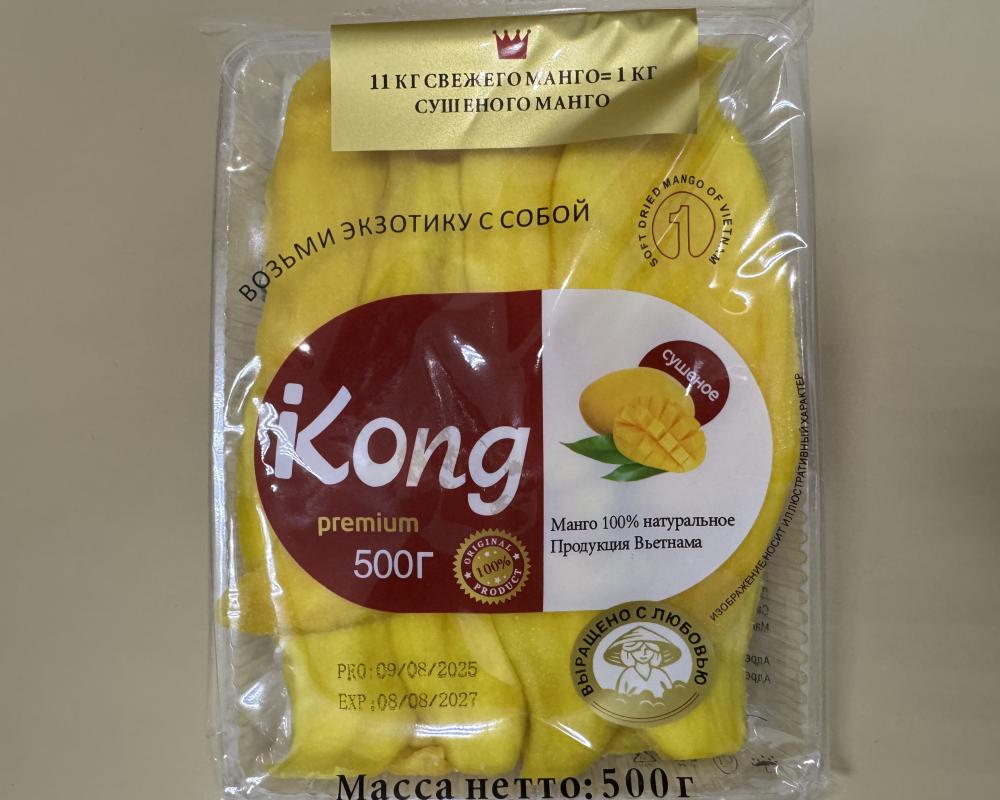 11 КГ СВЕЖЕГО МАНГО= 1 КГ
СУШЕНОГО МАНГО
ВОЗЬМИ ЭКЗОТИКУ С СОБОЙ
SOFT DRIED MANGO OF VIETNAM
1
iKong
premium
500Г
ORIGINAL
100%
PRODUCT
сушеное
Манго 100% натуральное
Продукция Вьетнама
ИЗОБРАЖЕНИЕ НОСИТ ИЛЛЮСТРАТИВНЫЙ ХАРАКТЕР
ВЫРАЩЕНО С ЛЮБОВЬЮ
PRO:09/08/2025
EXP:08/08/2027
Масса нетто: 500 г